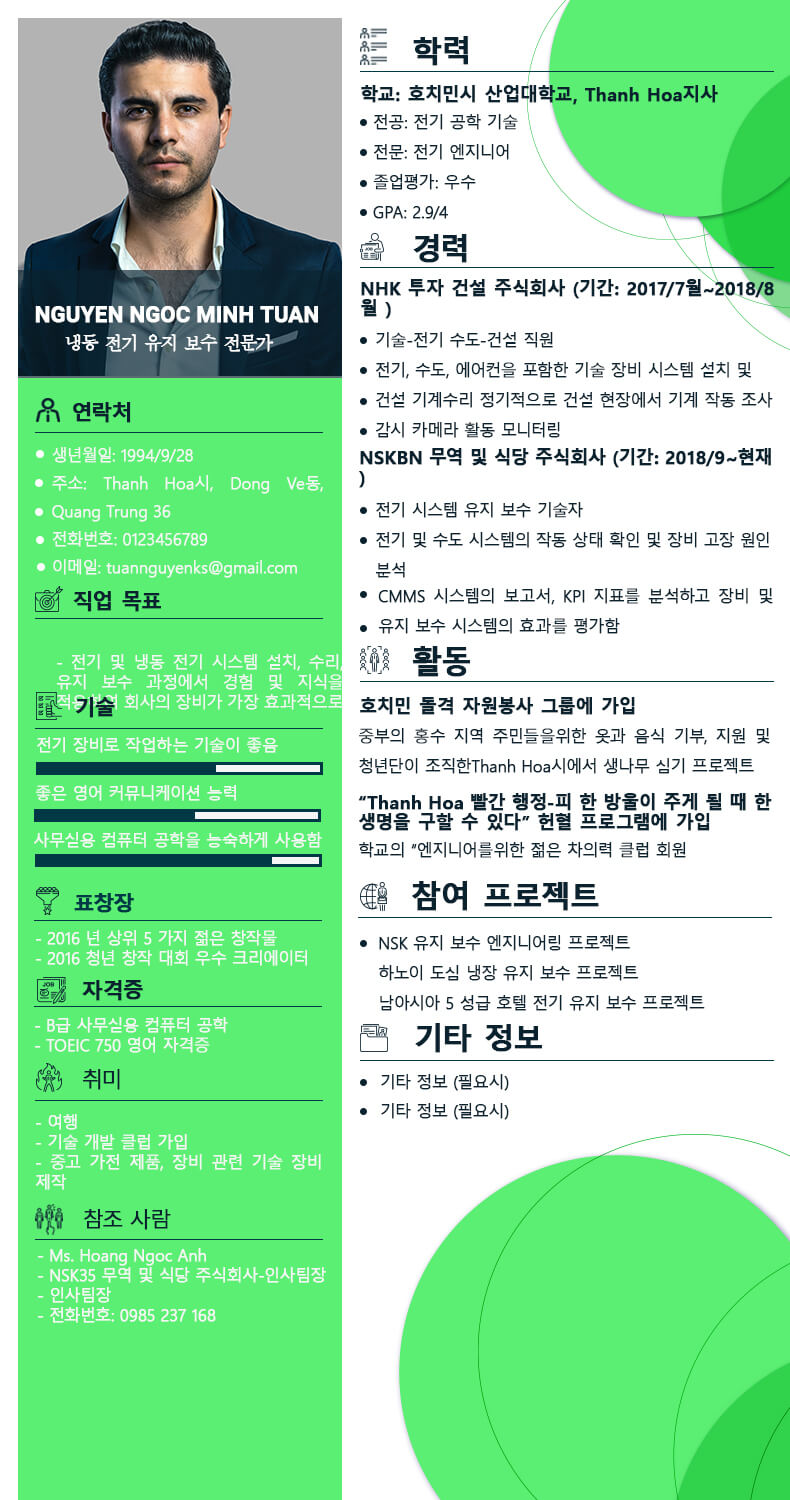 NGUYEN NGOC MINH TUAN
냉동 전기 유지 보수 전문가
연락처
생년월일: 1994/9/28
주소: Thanh Hoa시, Dong Ve동,
Quang Trung 36
전화번호: 0123456789
이메일: tuannguyenks@gmail.com
직업 목표
- 전기 및 냉동 전기 시스템 설치, 수리,
유지 보수 과정에서 경험 및 지식을
회사의 장비가 가장 효과적으로
기술
전기 장비로 작업하는 기술이 좋음
좋은 영어 커뮤니케이션 능력
사무실용 컴퓨터 공학을 능숙하게 사용함
표창장
- 2016 년 상위 5 가지 젊은 창작물
- 2016 청년 창작 대회 우수 크리에이터
자격증
- B급 사무실용 컴퓨터 공학
- TOEIC 750 영어 자격증
취미
- 여행
- 기술 개발 클럽 가입
- 중고 가전 제품, 장비 관련 기술 장비
제작
참조 사람
- Ms. Hoang Ngoc Anh
- NSK35 무역 및 식당 주식회사-인사팀장
- 인사팀장
- 전화번호: 0985 237 168
학력
학교: 호치민시 산업대학교, Thanh Hoa지사
전공: 전기 공학 기술
전문: 전기 엔지니어
졸업평가: 우수
GPA: 2.9/4
경력
NHK 투자 건설 주식회사 (기간: 2017/7월~2018/8
월 )
기술-전기 수도-건설 직원
전기, 수도, 에어컨을 포함한 기술 장비 시스템 설치 및
건설 기계수리 정기적으로 건설 현장에서 기계 작동 조사
감시 카메라 활동 모니터링
NSKBN 무역 및 식당 주식회사 (기간: 2018/9~현재
)
전기 시스템 유지 보수 기술자
전기 및 수도 시스템의 작동 상태 확인 및 장비 고장 원인
분석
CMMS 시스템의 보고서, KPI 지표를 분석하고 장비 및
유지 보수 시스템의 효과를 평가함
활동
호치민 돌격 자원봉사 그룹에 가입
중부의 홍수 지역 주민들을위한 옷과 음식 기부, 지원 및
청년단이 조직한Thanh Hoa시에서 생나무 심기 프로젝트
“Thanh Hoa 빨간 행정-피 한 방울이 주게 될 때 한
생명을 구할 수 있다” 헌혈 프로그램에 가입
학교의 “엔지니어를위한 젊은 차의력 클럽 회원
참여 프로젝트
NSK 유지 보수 엔지니어링 프로젝트
하노이 도심 냉장 유지 보수 프로젝트
남아시아 5 성급 호텔 전기 유지 보수 프로젝트
기타 정보
기타 정보 (필요시)
기타 정보 (필요시)